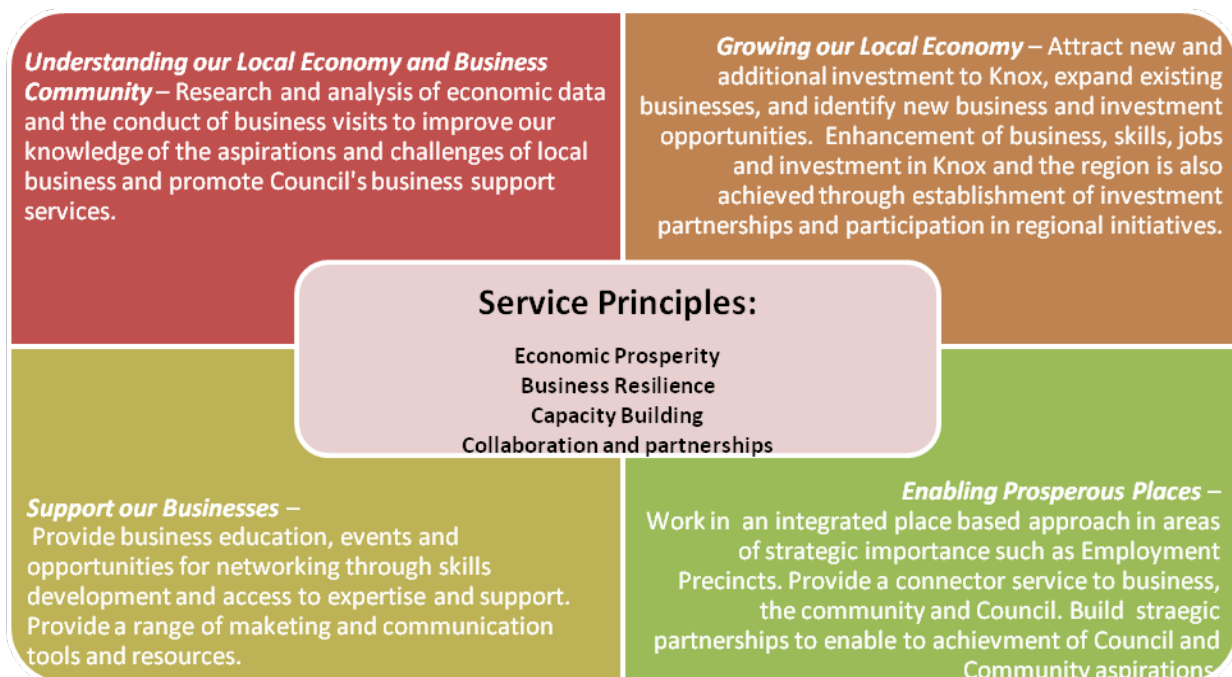 Understanding our Local Economy and Business
Community – Research and analysis of economic data
and the conduct of business visits to improve our
knowledge of the aspirations and challenges of local
business and promote Council's business support
services.
Growing our Local Economy – Attract new and
additional investment to Knox, expand existing
businesses, and identify new business and investment
opportunities. Enhancement of business, skills, jobs
and investment in Knox and the region is also
achieved through establishment of investment
partnerships and participation in regional initiatives.
Service Principles:
Economic Prosperity
Business Resilience
Capacity Building
Collaboration and partnerships
Support our Businesses –
Provide business education, events and
opportunities for networking through skills
development and access to expertise and support.
Provide a range of maketing and communication
tools and resources.
Enabling Prosperous Places –
Work in an integrated place based approach in areas
of strategic importance such as Employment
Precincts. Provide a connector service to business,
the community and Council. Build straegic
partnerships to enable to achievment of Council and
Community aspirations